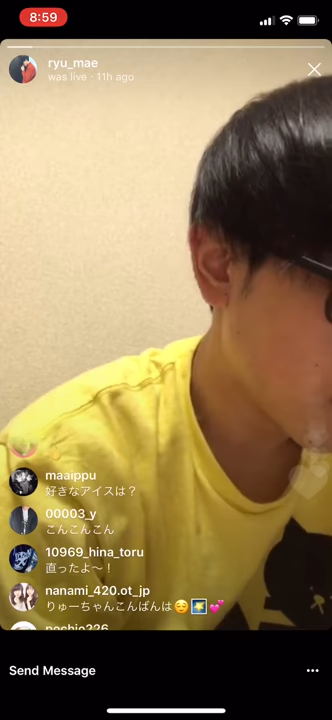 8:59
ryu_mae
was live · 11h ago
maaippu
好きなアイスは？
00003_y
こんこんこん
10969_hina_toru
直ったよ〜！
nanami_420.ot_jp
りゅーちゃんこんばんは😌🌠💕
pochio226
Send Message